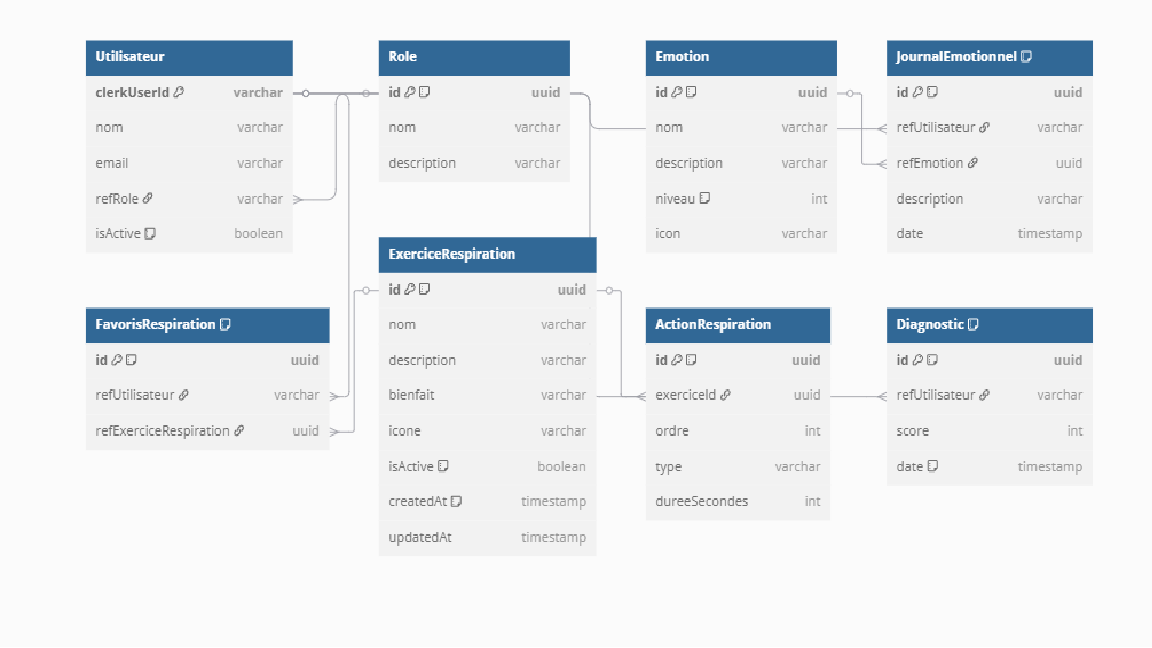 Utilisateur
clerkUserId varchar
nom varchar
email varchar
refRole varchar
isActive boolean
Role
id uuid
nom varchar
description varchar
Emotion
id uuid
nom varchar
description varchar
niveau int
icon varchar
JournalEmotionnel
id uuid
refUtilisateur varchar
refEmotion uuid
description varchar
date timestamp
FavorisRespiration
id uuid
refUtilisateur varchar
refExerciceRespiration uuid
ExerciceRespiration
id uuid
nom varchar
description varchar
bienfait varchar
icone varchar
isActive boolean
createdAt timestamp
updatedAt timestamp
ActionRespiration
id uuid
exerciceId uuid
ordre int
type varchar
dureeSecondes int
Diagnostic
id uuid
refUtilisateur varchar
score int
date timestamp